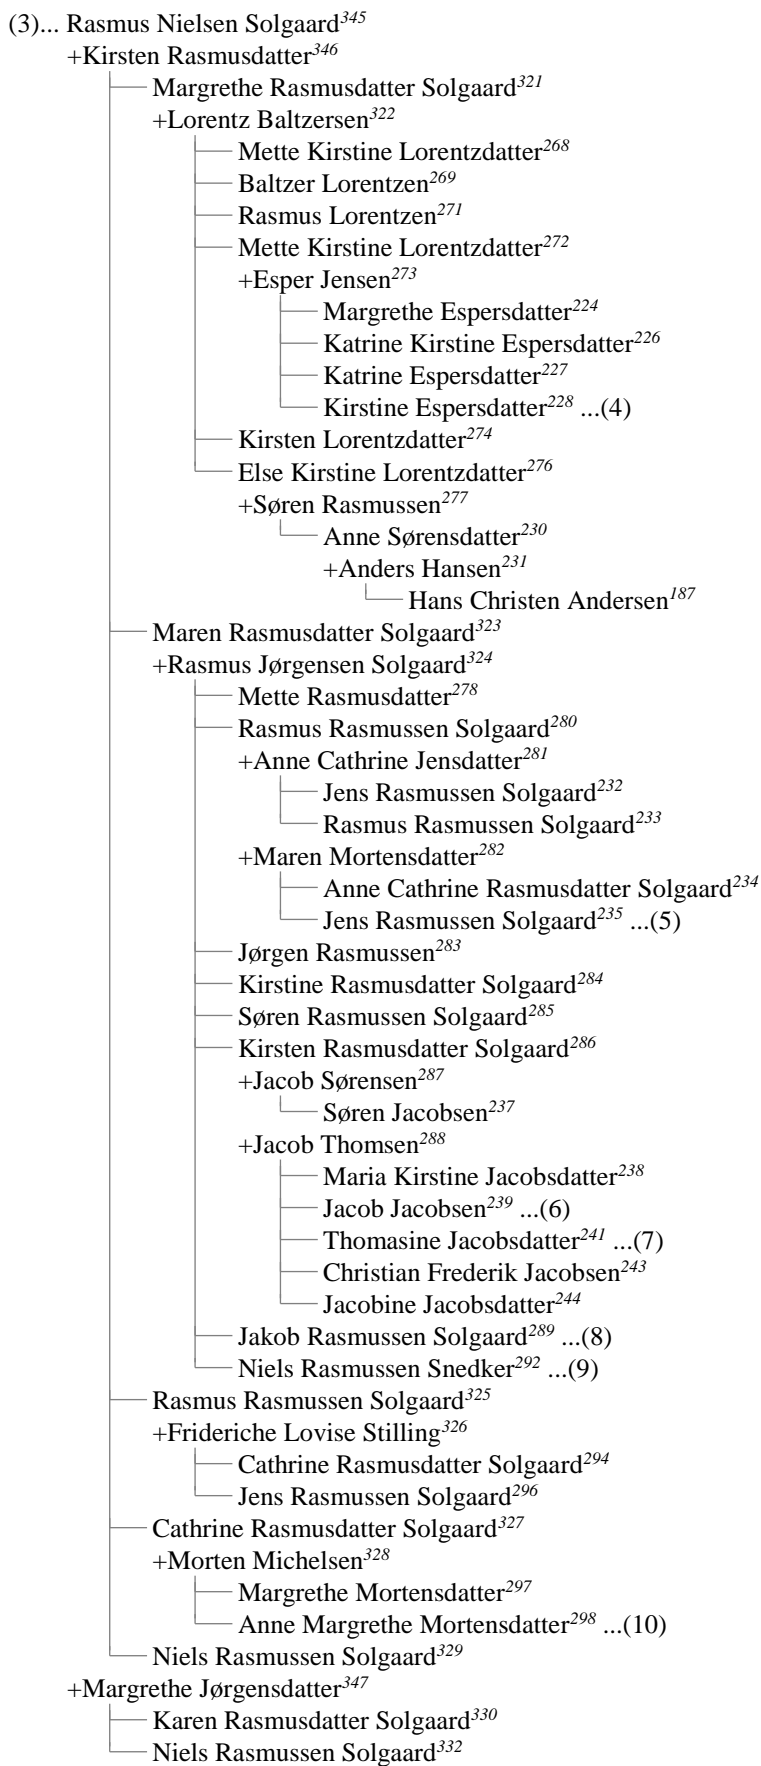 (3)... Rasmus Nielsen Solgaard345
+Kirsten Rasmusdatter346
Margrethe Rasmusdatter Solgaard321
+Lorentz Baltzersen322
Mette Kirstine Lorentzdatter268
Baltzer Lorentzen269
Rasmus Lorentzen271
Mette Kirstine Lorentzdatter272
+Esper Jensen273
Margrethe Espersdatter224
Katrine Kirstine Espersdatter226
Katrine Espersdatter227
Kirstine Espersdatter228 ...(4)
Kirsten Lorentzdatter274
Else Kirstine Lorentzdatter276
+Søren Rasmussen277
Anne Sørensdatter230
+Anders Hansen231
Hans Christen Andersen187
Maren Rasmusdatter Solgaard323
+Rasmus Jørgensen Solgaard324
Mette Rasmusdatter278
Rasmus Rasmussen Solgaard280
+Anne Cathrine Jensdatter281
Jens Rasmussen Solgaard232
Rasmus Rasmussen Solgaard233
+Maren Mortensdatter282
Anne Cathrine Rasmusdatter Solgaard234
Jens Rasmussen Solgaard235 ...(5)
Jørgen Rasmussen283
Kirstine Rasmusdatter Solgaard284
Søren Rasmussen Solgaard285
Kirsten Rasmusdatter Solgaard286
+Jacob Sørensen287
Søren Jacobsen237
+Jacob Thomsen288
Maria Kirstine Jacobsdatter238
Jacob Jacobsen239 ...(6)
Thomasine Jacobsdatter241 ...(7)
Christian Frederik Jacobsen243
Jacobine Jacobsdatter244
Jakob Rasmussen Solgaard289 ...(8)
Niels Rasmussen Snedker292 ...(9)
Rasmus Rasmussen Solgaard325
+Frideriche Lovise Stilling326
Cathrine Rasmusdatter Solgaard294
Jens Rasmussen Solgaard296
Cathrine Rasmusdatter Solgaard327
+Morten Michelsen328
Margrethe Mortensdatter297
Anne Margrethe Mortensdatter298 ...(10)
Niels Rasmussen Solgaard329
+Margrethe Jørgensdatter347
Karen Rasmusdatter Solgaard330
Niels Rasmussen Solgaard332